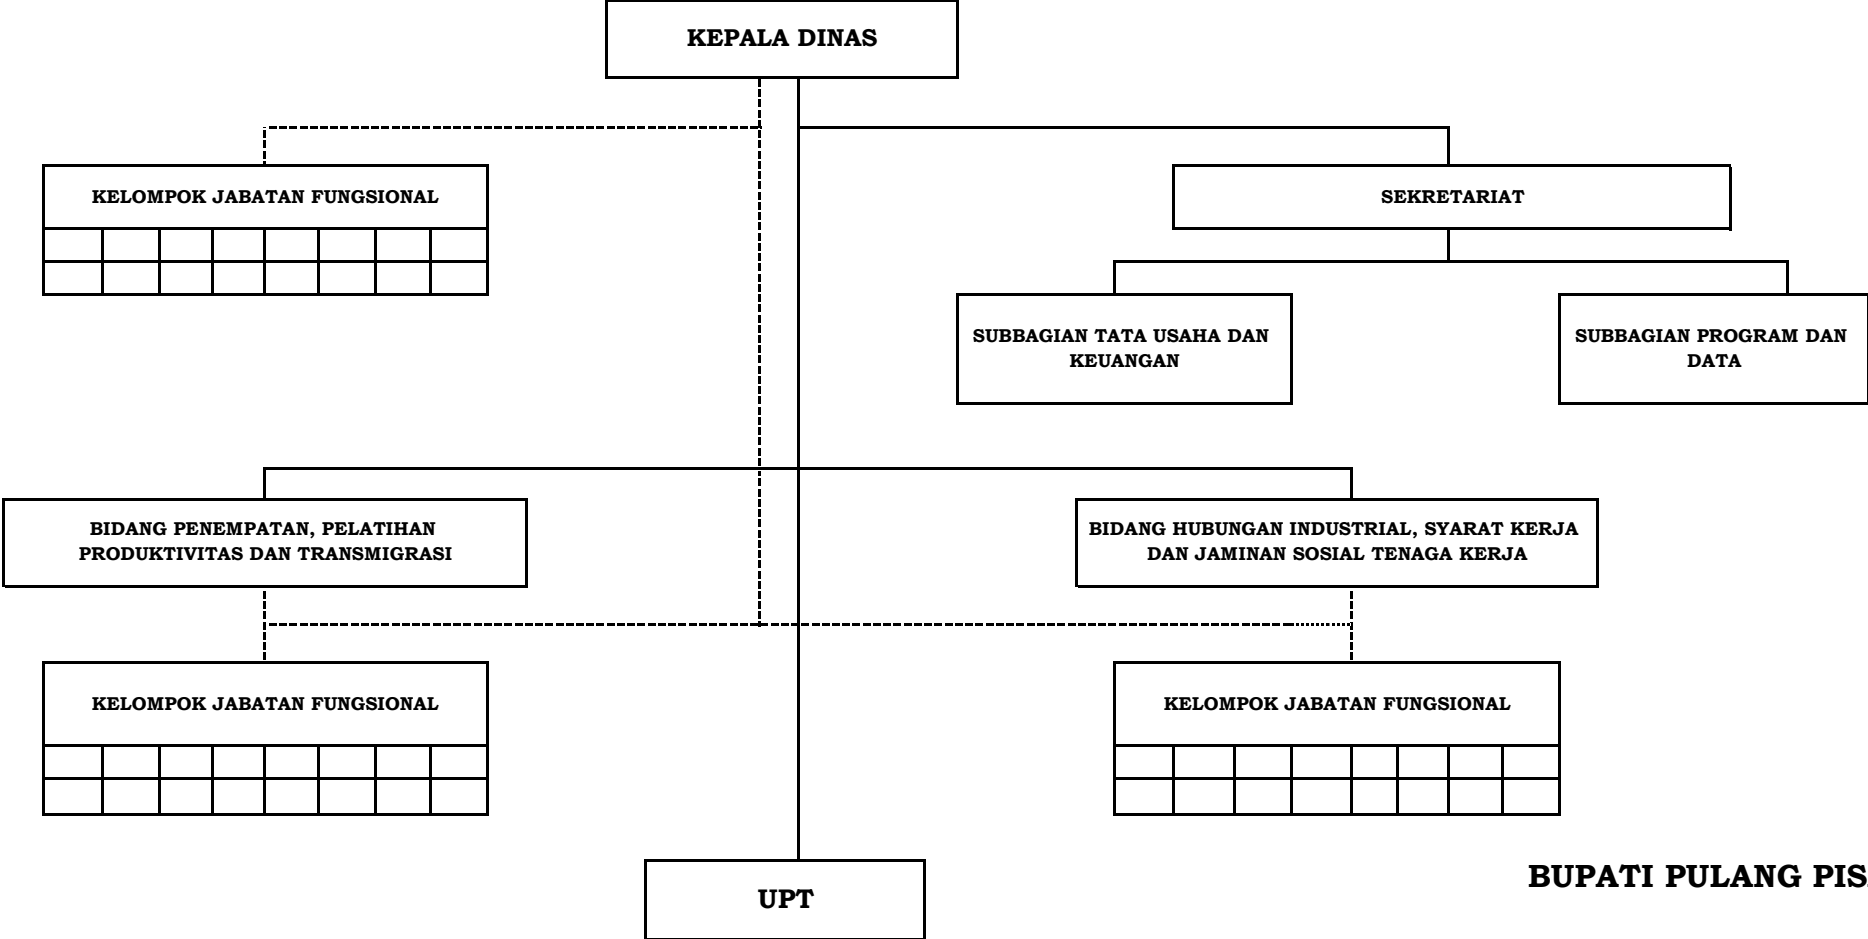 KEPALA DINAS
KELOMPOK JABATAN FUNGSIONAL
SEKRETARIAT
SUBBAGIAN TATA USAHA DAN
KEUANGAN
SUBBAGIAN PROGRAM DAN
DATA
BIDANG PENEMPATAN, PELATIHAN
PRODUKTIVITAS DAN TRANSMIGRASI
BIDANG HUBUNGAN INDUSTRIAL, SYARAT KERJA
DAN JAMINAN SOSIAL TENAGA KERJA
KELOMPOK JABATAN FUNGSIONAL
KELOMPOK JABATAN FUNGSIONAL
UPT
BUPATI PULANG